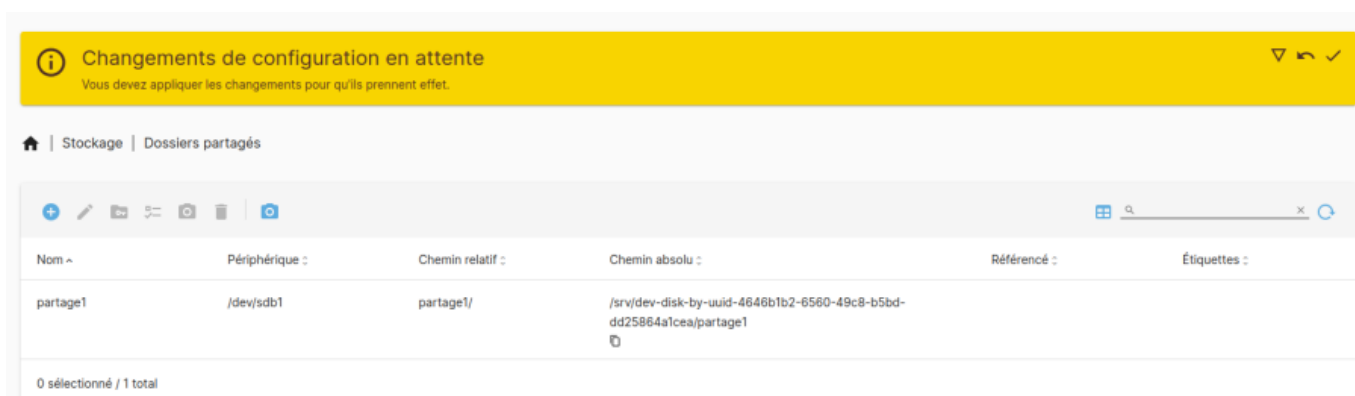 Changements de configuration en attente
Vous devez appliquer les changements pour qu'ils prennent effet.
| Stockage | Dossiers partagés
Nom Périphérique Chemin relatif Chemin absolu Référencé Étiquettes
partage1 /dev/sdb1 partage1/ /srv/dev-disk-by-uuid-4646b1b2-6560-49c8-b5bd-
dd25864a1cea/partage1
0 sélectionné / 1 total